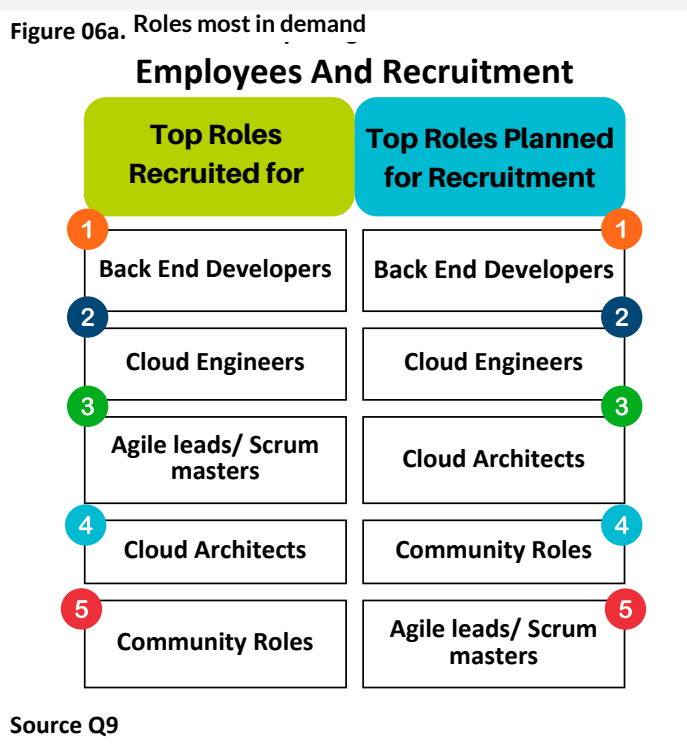 Figure 06a. Roles most in demand
Employees And Recruitment
Top Roles
Recruited for
Top Roles Planned
for Recruitment
1
Back End Developers
1
Back End Developers
2
Cloud Engineers
2
Cloud Engineers
3
Agile leads/ Scrum
masters
3
Cloud Architects
4
Cloud Architects
4
Community Roles
5
Community Roles
5
Agile leads/ Scrum
masters
Source Q9